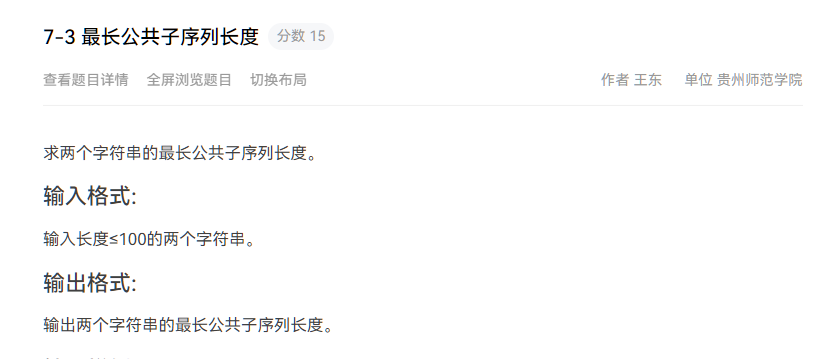 7-3 最长公共子序列长度 分数 15
查看题目详情 全屏浏览题目 切换布局 作者 王东 单位 贵州师范学院
求两个字符串的最长公共子序列长度。
输入格式:
输入长度≤100的两个字符串。
输出格式:
输出两个字符串的最长公共子序列长度。